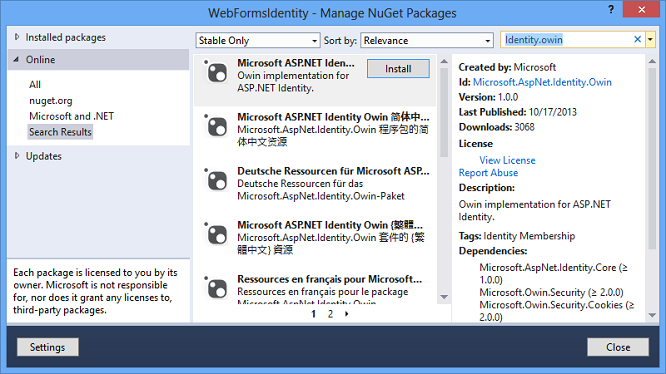 WebFormsIdentity - Manage NuGet Packages
Installed packages
Online
All
nuget.org
Microsoft and .NET
Search Results
Updates
Each package is licensed to you by its
owner. Microsoft is not responsible
for, nor does it grant any licenses to,
third-party packages.
Stable Only
Sort by: Relevance
Identity.owin
Microsoft ASP.NET Iden...
Owin implementation for
ASP.NET Identity.
Install
Microsoft ASP.NET Identity Owin 简体中...
Microsoft.AspNet.Identity.Owin 程序包的简
体中文资源
Deutsche Ressourcen für Microsoft ASP...
Deutsche Ressourcen für das
Microsoft.AspNet.Identity.Owin-Paket
Microsoft ASP.NET Identity Owin {繁體...
Microsoft.AspNet.Identity.Owin 套件的 {繁
體中文} 資源
Ressources en français pour Microsoft...
Ressources en français pour le package
Microsoft.AspNet.Identity.Owin
1 2
Created by: Microsoft
Id: Microsoft.AspNet.Identity.Owin
Version: 1.0.0
Last Published: 10/17/2013
Downloads: 3068
License
View License
Report Abuse
Description:
Owin implementation for ASP.NET
Identity.
Tags: Identity Membership
Dependencies:
Microsoft.AspNet.Identity.Core (≥
1.0.0)
Microsoft.Owin.Security (≥ 2.0.0)
Microsoft.Owin.Security.Cookies (≥
2.0.0)
Settings
Close